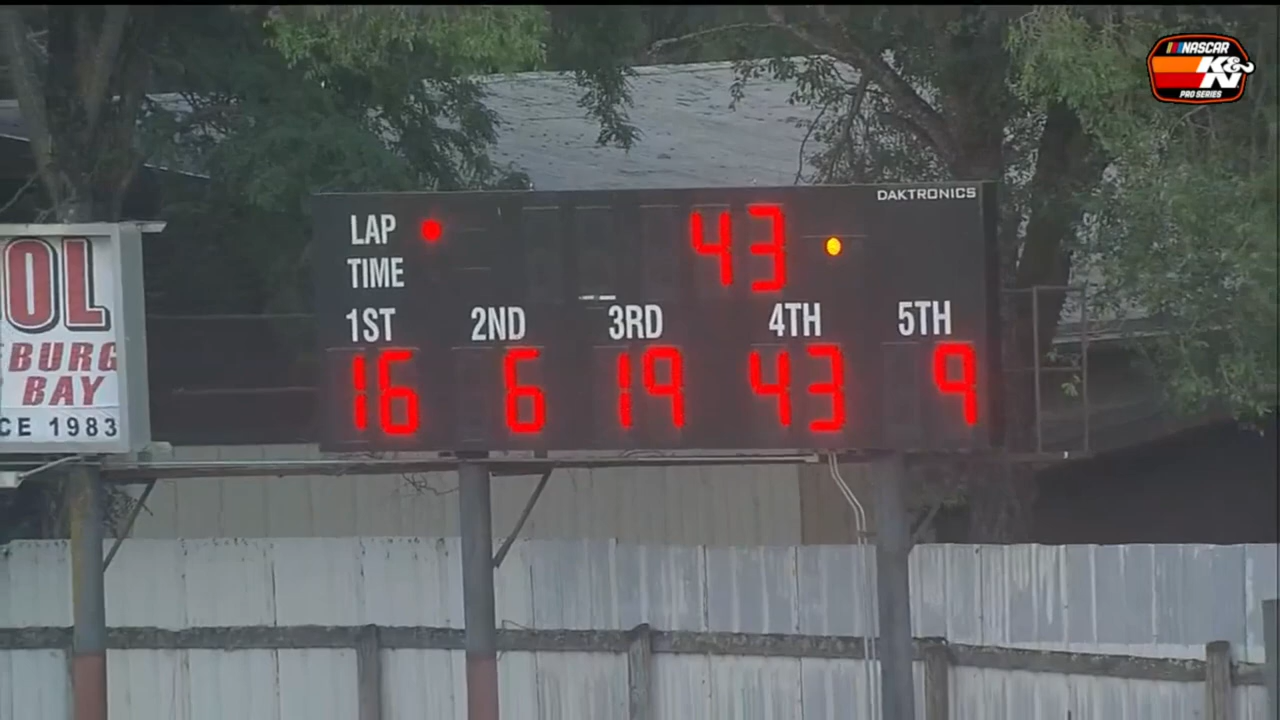 NASCAR
K&N
PRO SERIES
DAKTRONICS
LAP 43
TIME
1ST 2ND 3RD 4TH 5TH
16 6 19 43 9
OL
BURG
BAY
CE 1983